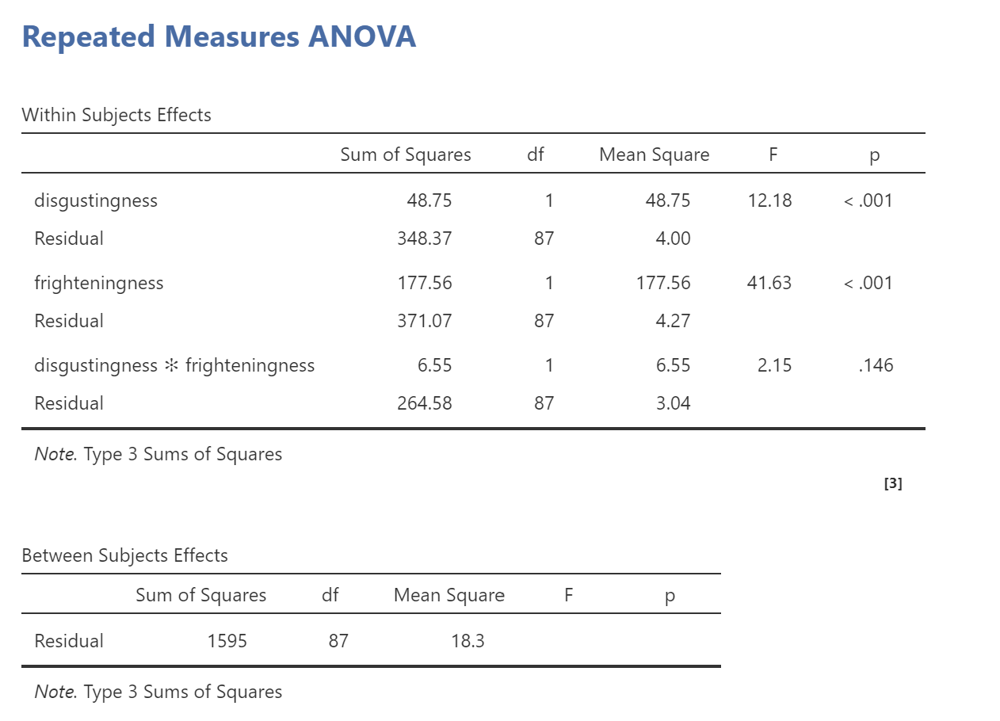 Repeated Measures ANOVA
Within Subjects Effects
Sum of Squares df Mean Square F p
disgustingness 48.75 1 48.75 12.18 < .001
Residual 348.37 87 4.00
frighteningness 177.56 1 177.56 41.63 < .001
Residual 371.07 87 4.27
disgustingness ✻ frighteningness 6.55 1 6.55 2.15 .146
Residual 264.58 87 3.04
Note. Type 3 Sums of Squares
[3]
Between Subjects Effects
Sum of Squares df Mean Square F p
Residual 1595 87 18.3
Note. Type 3 Sums of Squares